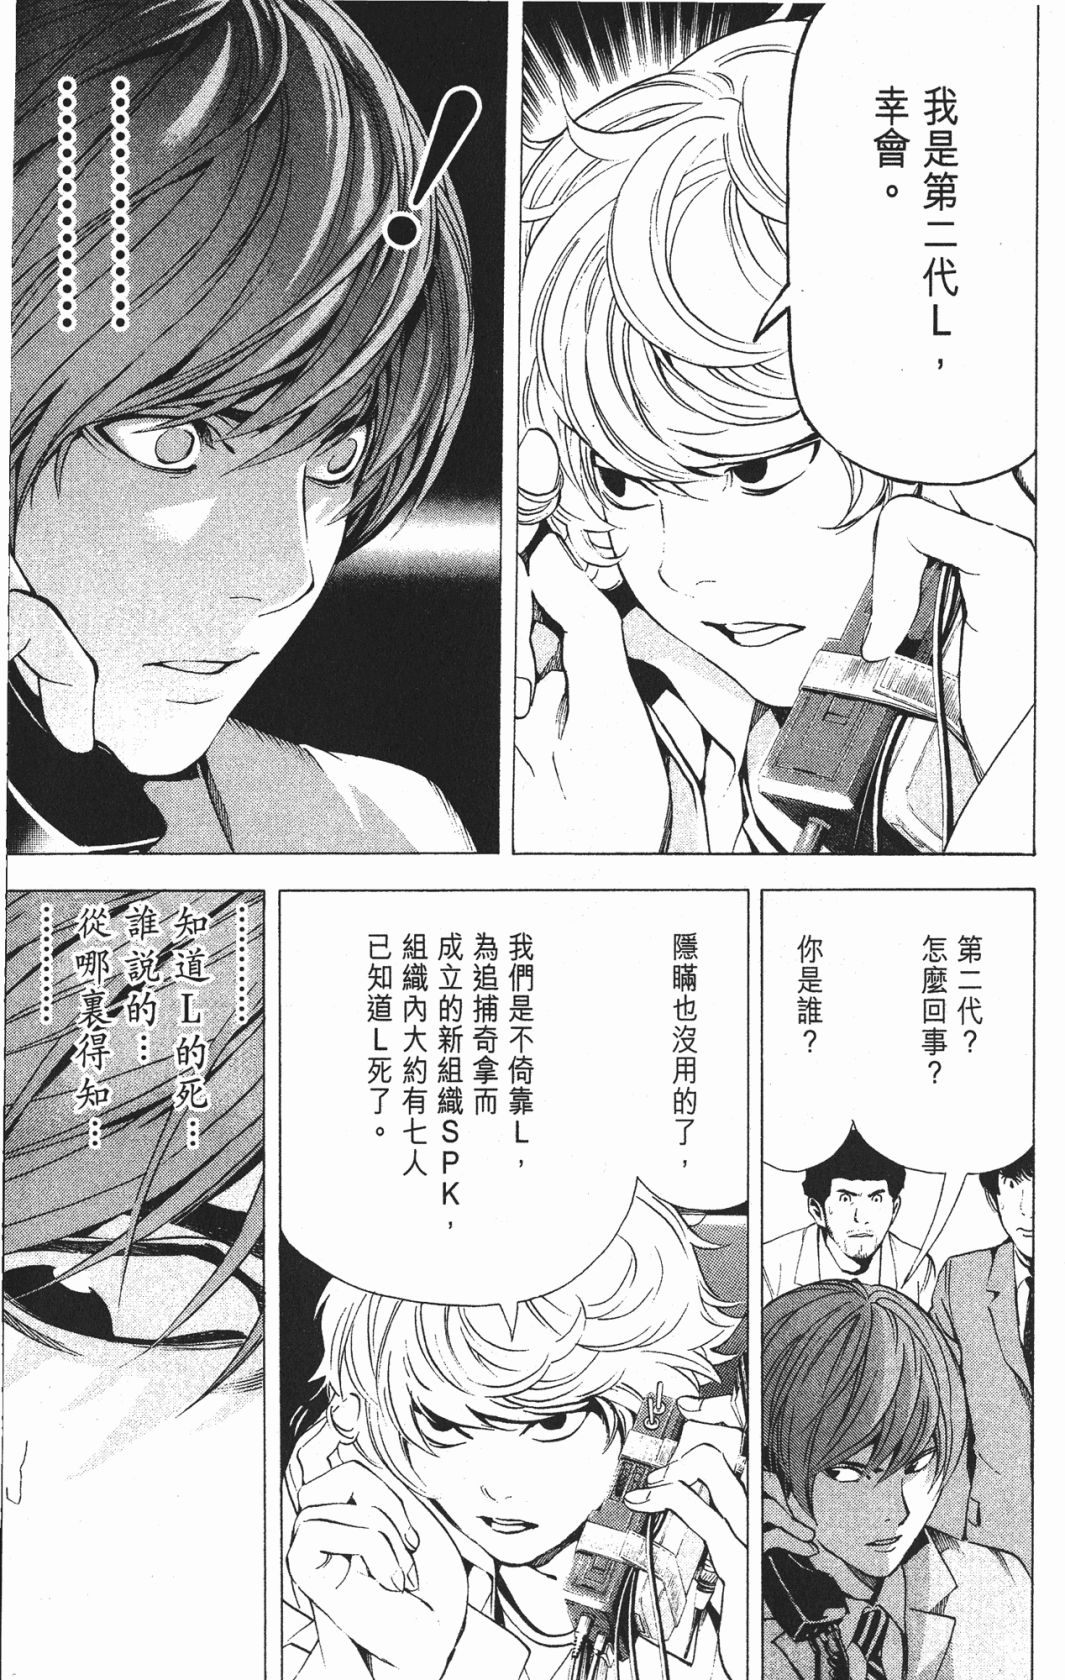 我是第二代L，
幸會。
！
…………………
…………………
第二代？
怎麼回事？
你是誰？
隱瞞也沒用的了，
我們是不倚靠L，
為追捕奇拿而
成立的新組織SPK，
組織內大約有七人
已知道L死了。
…………
知道L的死…
誰說的…
從哪裏得知…
…………